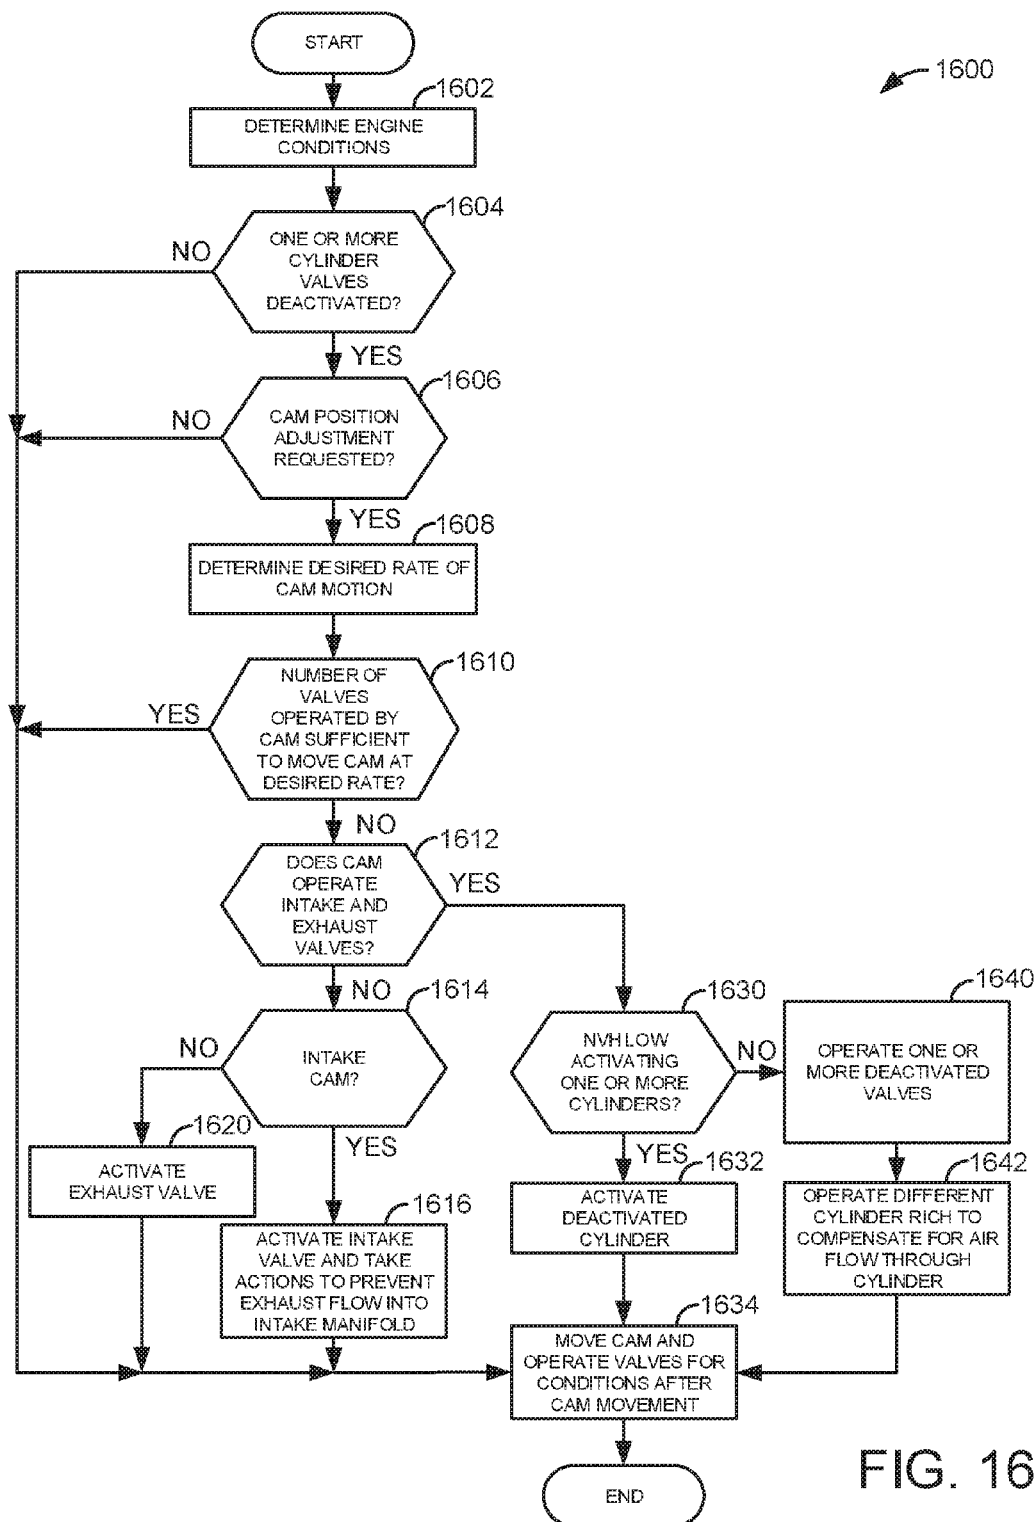 START
1600
1602
DETERMINE ENGINE
CONDITIONS
1604
NO
ONE OR MORE
CYLINDER
VALVES
DEACTIVATED?
YES
1606
NO
CAM POSITION
ADJUSTMENT
REQUESTED?
YES
1608
DETERMINE DESIRED RATE OF
CAM MOTION
1610
YES
NUMBER OF
VALVES
OPERATED BY
CAM SUFFICIENT
TO MOVE CAM AT
DESIRED RATE?
NO
1612
DOES CAM
OPERATE
INTAKE AND
EXHAUST
VALVES?
YES
NO
1614
NO
INTAKE
CAM?
YES
1630
NVH LOW
ACTIVATING
ONE OR MORE
CYLINDERS?
NO
YES
1640
OPERATE ONE OR
MORE DEACTIVATED
VALVES
1620
ACTIVATE
EXHAUST VALVE
1616
ACTIVATE INTAKE
VALVE AND TAKE
ACTIONS TO PREVENT
EXHAUST FLOW INTO
INTAKE MANIFOLD
1632
ACTIVATE
DEACTIVATED
CYLINDER
1642
OPERATE DIFFERENT
CYLINDER RICH TO
COMPENSATE FOR AIR
FLOW THROUGH
CYLINDER
1634
MOVE CAM AND
OPERATE VALVES FOR
CONDITIONS AFTER
CAM MOVEMENT
END
FIG. 16